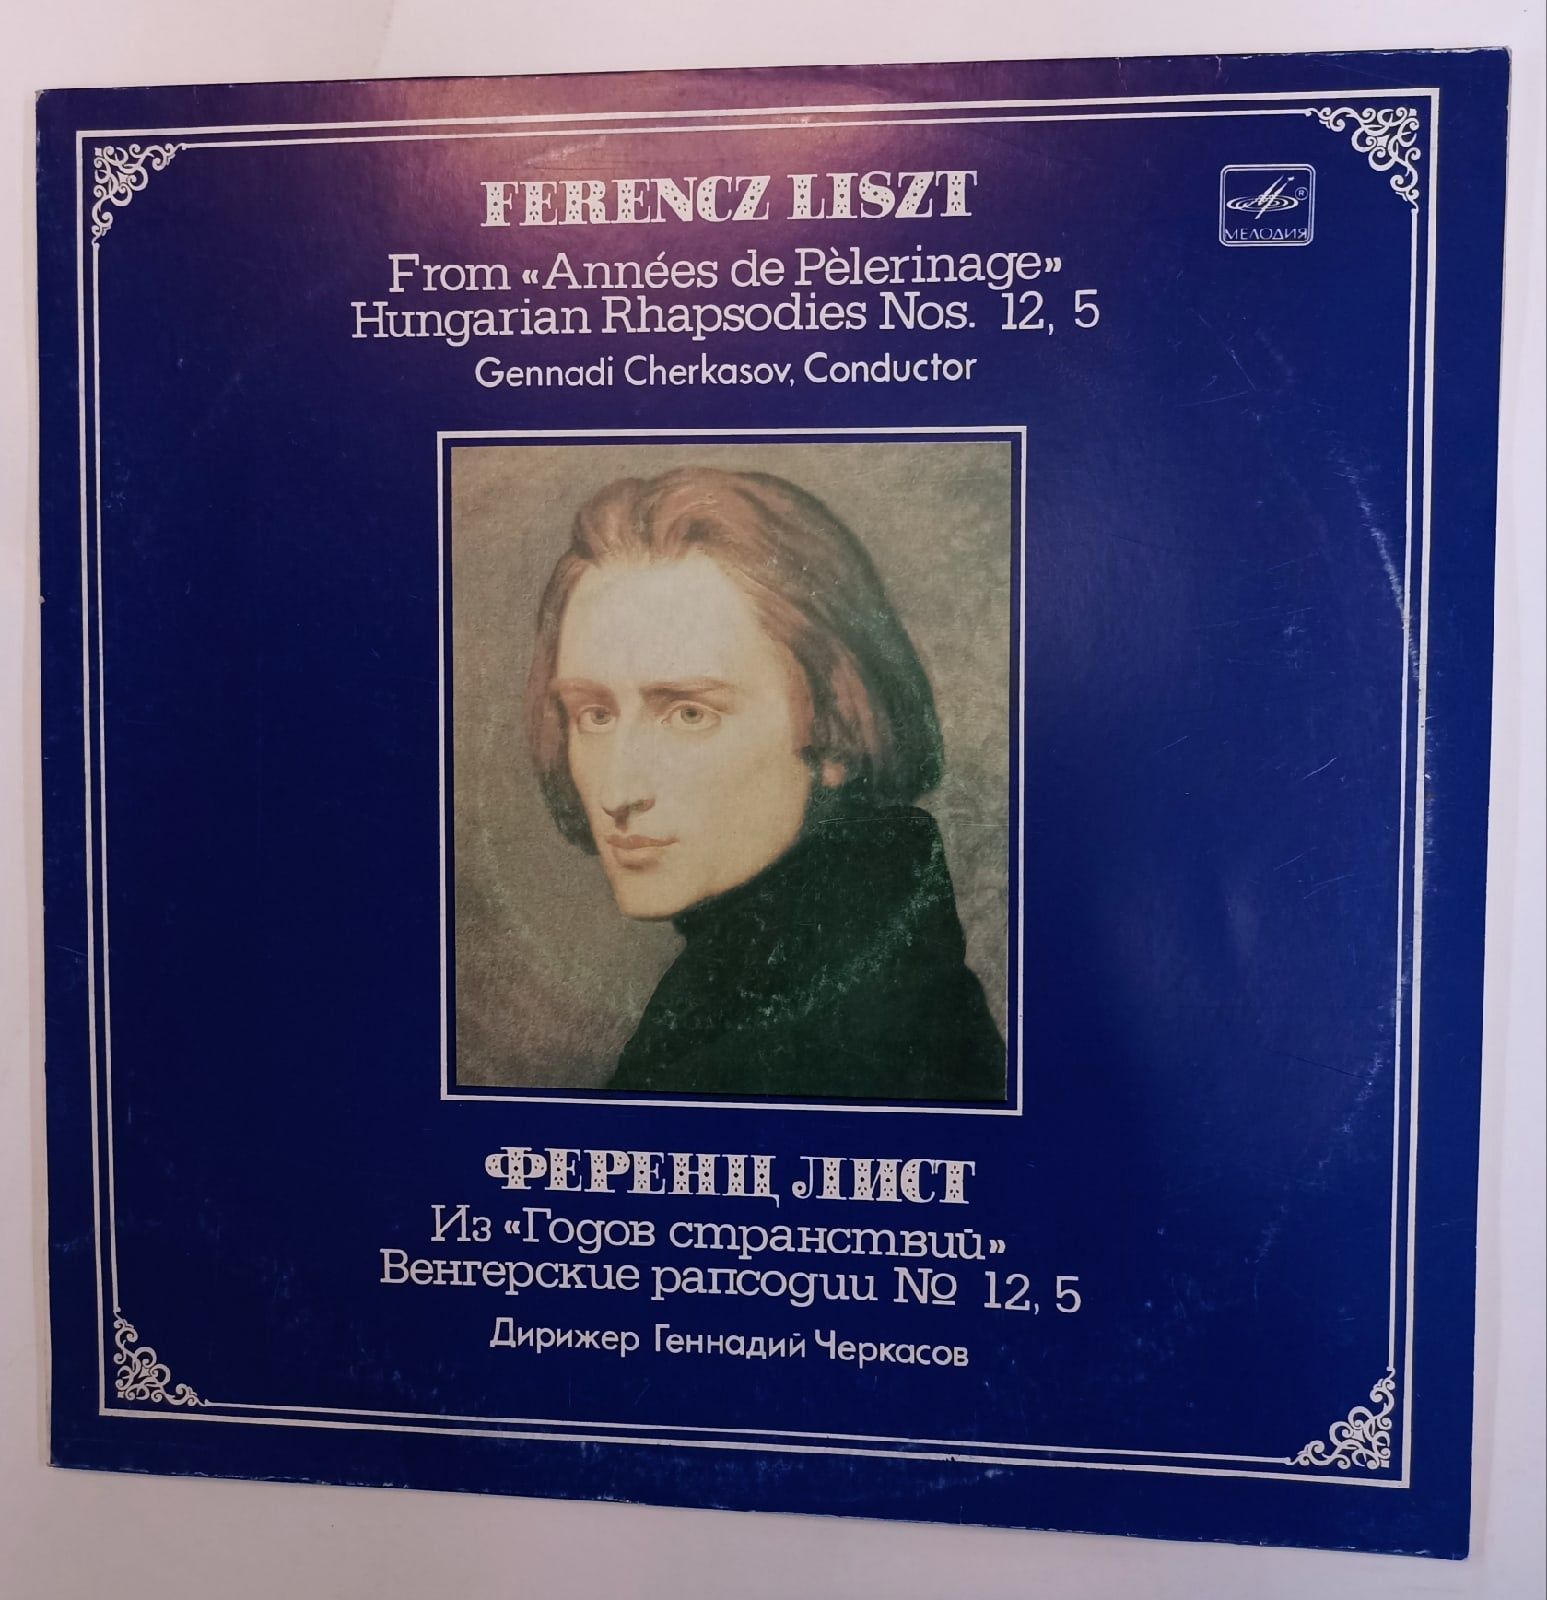 FERENCZ LISZT
МЕЛОДИЯ ®
From «Années de Pèlerinage»
Hungarian Rhapsodies Nos. 12, 5
Gennadi Cherkasov, Conductor
ФЕРЕНЦ ЛИСТ
Из «Годов странствий»
Венгерские рапсодии № 12, 5
Дирижер Геннадий Черкасов